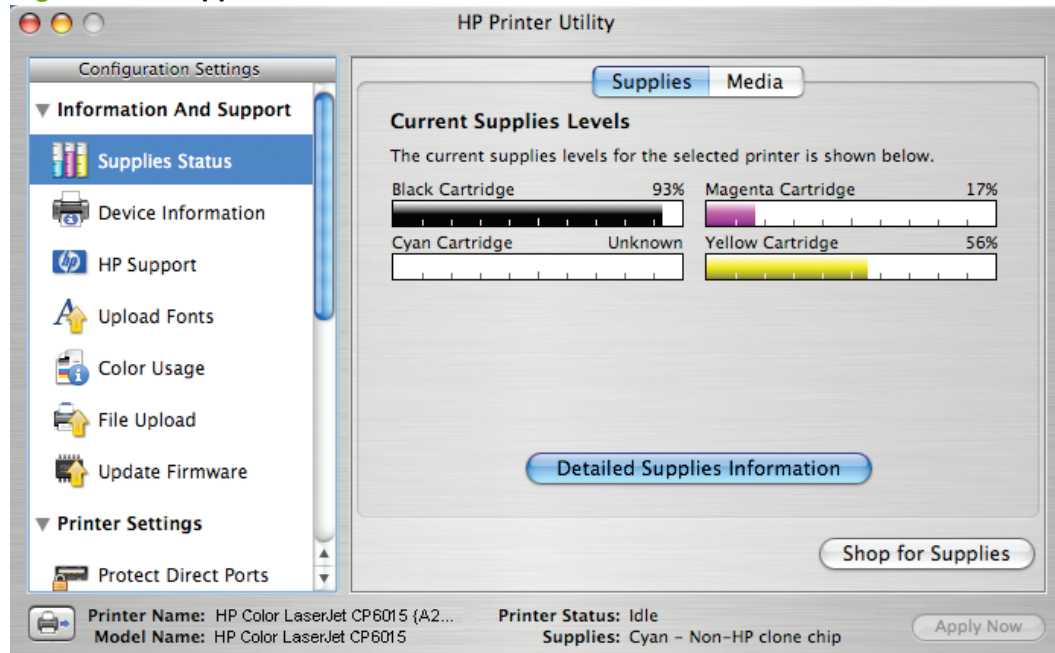 HP Printer Utility
Configuration Settings
Information And Support
Supplies Status
Device Information
HP Support
Upload Fonts
Color Usage
File Upload
Update Firmware
Printer Settings
Protect Direct Ports
Supplies Media
Current Supplies Levels
The current supplies levels for the selected printer is shown below.
Black Cartridge 93% Magenta Cartridge 17%
Cyan Cartridge Unknown Yellow Cartridge 56%
Detailed Supplies Information
Shop for Supplies
Printer Name: HP Color LaserJet CP6015 {A2... Printer Status: Idle
Model Name: HP Color LaserJet CP6015 Supplies: Cyan – Non–HP clone chip
Apply Now